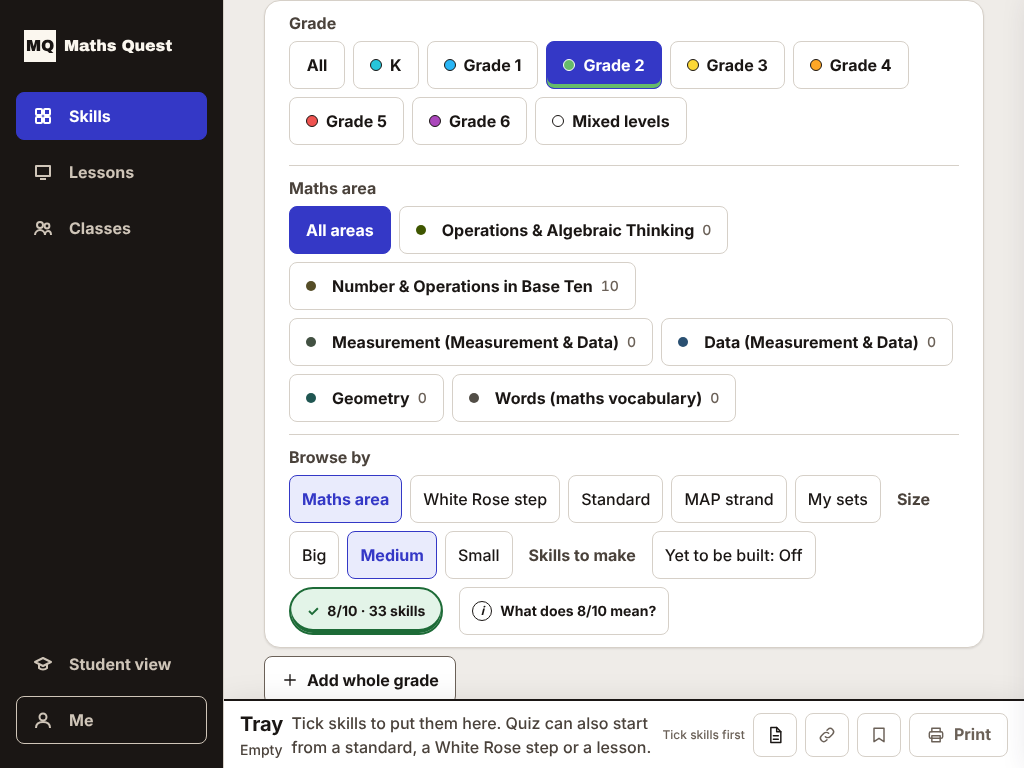 MQ Maths Quest
Skills
Lessons
Classes
Student view
Me
Grade
All K Grade 1 Grade 2 Grade 3 Grade 4
Grade 5 Grade 6 Mixed levels
Maths area
All areas Operations & Algebraic Thinking 0
Number & Operations in Base Ten 10
Measurement (Measurement & Data) 0 Data (Measurement & Data) 0
Geometry 0 Words (maths vocabulary) 0
Browse by
Maths area White Rose step Standard MAP strand My sets Size
Big Medium Small Skills to make Yet to be built: Off
✓ 8/10 · 33 skills i What does 8/10 mean?
+ Add whole grade
Tray Tick skills to put them here. Quiz can also start
Empty from a standard, a White Rose step or a lesson.
Tick skills first
Print